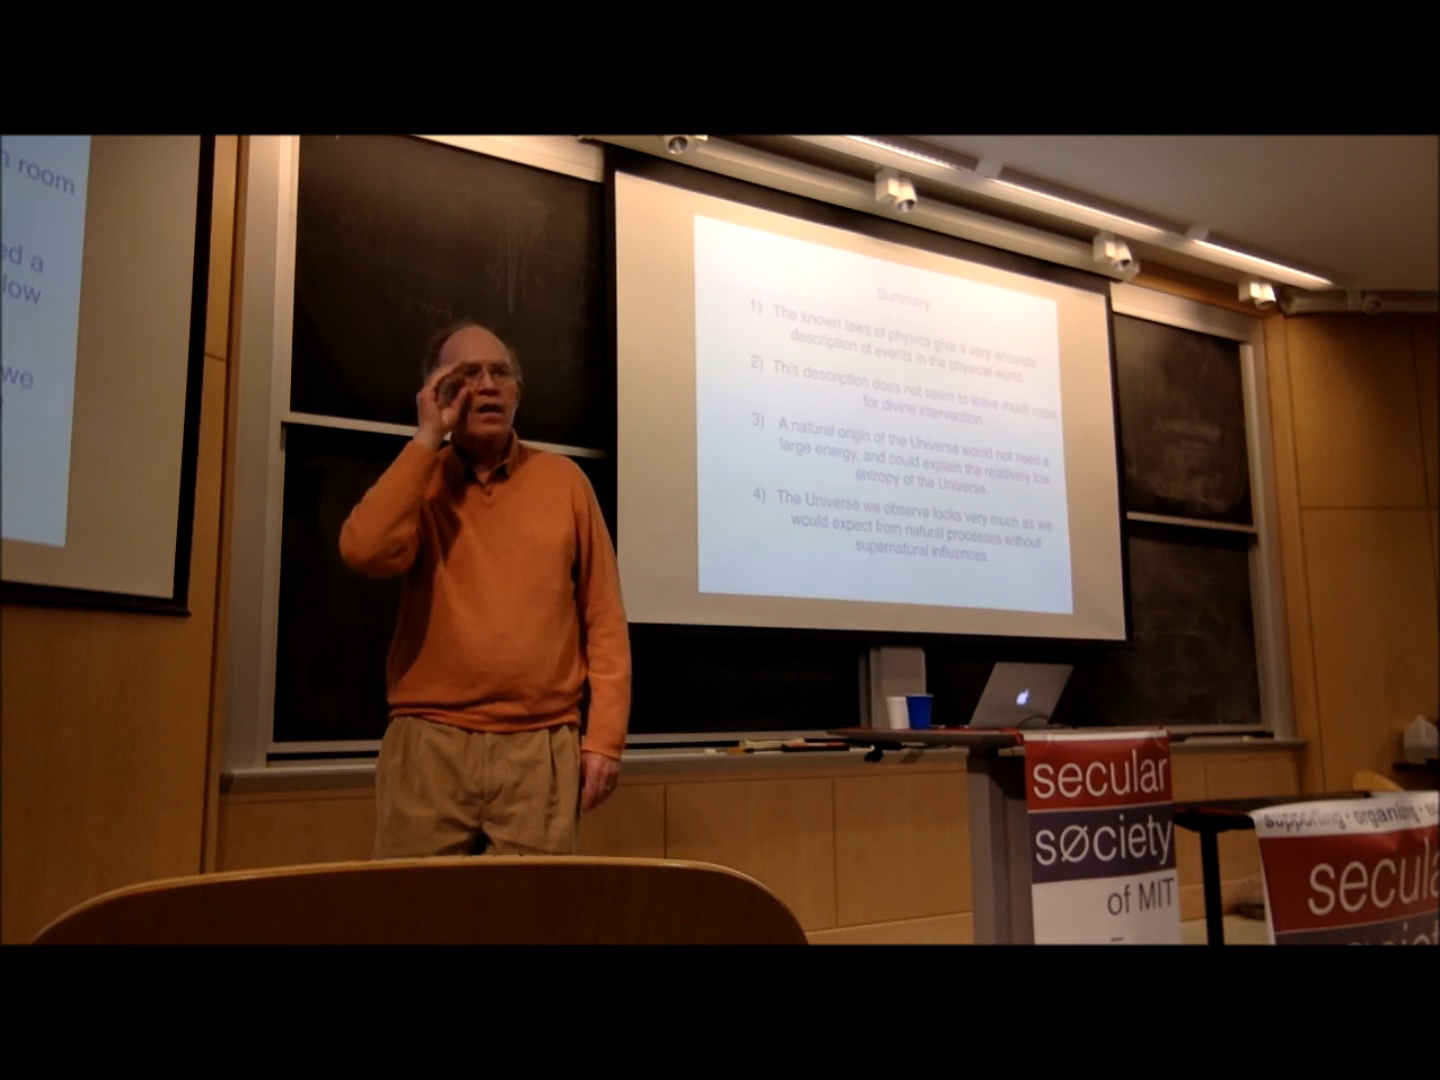 n room
ed a
low
we
Summary
1) The known laws of physics give a very accurate
description of events in the physical world.
2) This description does not seem to leave much room
for divine intervention.
3) A natural origin of the Universe would not need a
large energy, and could explain the relatively low
entropy of the Universe.
4) The Universe we observe looks very much as we
would expect from natural processes without
supernatural influences.
secular
søciety
of MIT
supporting · organizing ·
secula